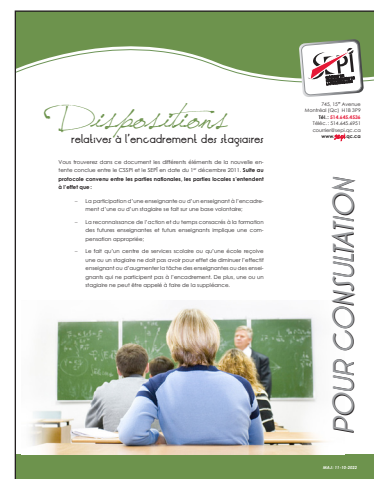 SEPÎ
745, 15e Avenue
Montréal (Qc) H1B 3P9
Tél. : 514.645.4536
Téléc. : 514.645.6951
courrier@sepi.qc.ca
www.sepi.qc.ca
Dispositions
relatives à l'encadrement des stagiaires
Vous trouverez dans ce document les différents éléments de la nouvelle en-
tente conclue entre le CSSPÎ et le SEPÎ en date du 1er décembre 2011. Suite au
protocole convenu entre les parties nationales, les parties locales s'entendent
à l'effet que :
– La participation d'une enseignante ou d'un enseignant à l'encadre-
ment d'une ou d'un stagiaire se fait sur une base volontaire;
– La reconnaissance de l'action et du temps consacrés à la formation
des futures enseignantes et futurs enseignants implique une com-
pensation appropriée;
– Le fait qu'un centre de services scolaire ou qu'une école reçoive
une ou un stagiaire ne doit pas avoir pour effet de diminuer l'effectif
enseignant ou d'augmenter la tâche des enseignantes ou des ensei-
gnants qui ne participent pas à l'encadrement. De plus, une ou un
stagiaire ne peut être appelé à faire de la suppléance.
POUR CONSULTATION
MAJ: 11-10-2022